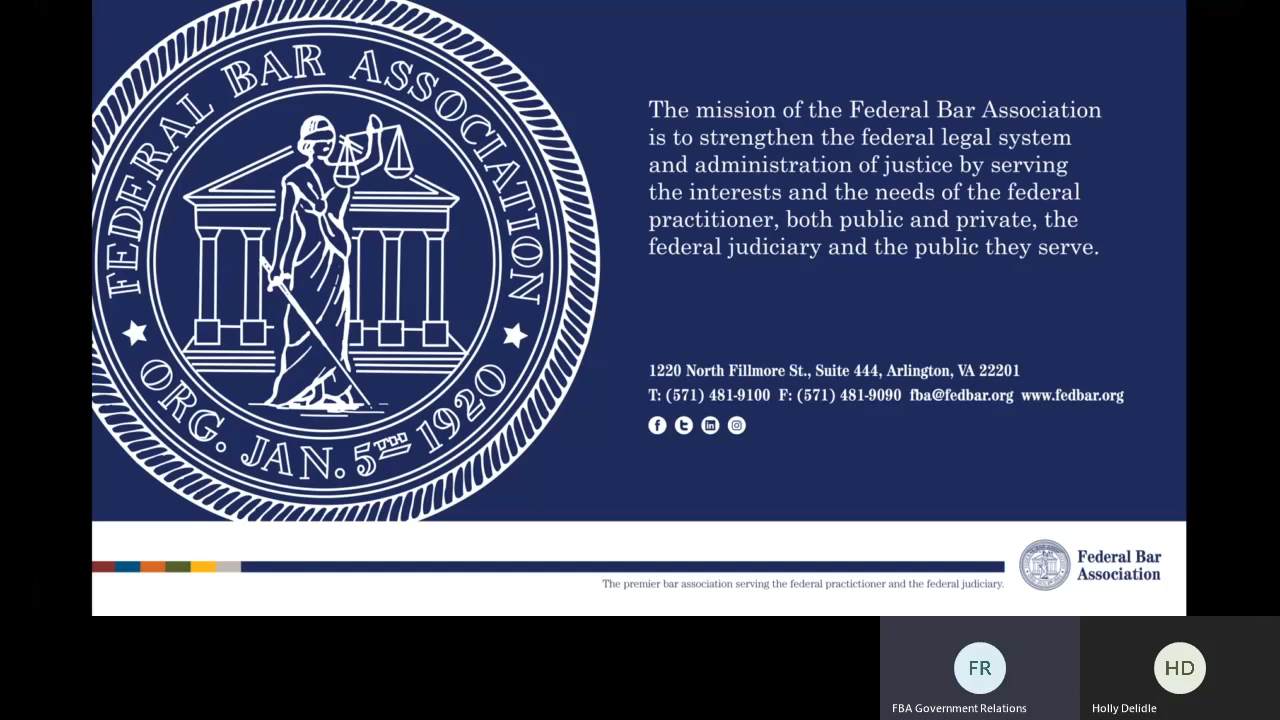 FEDERAL BAR ASSOCIATION
ORG. JAN. 5TH 1920
The mission of the Federal Bar Association
is to strengthen the federal legal system
and administration of justice by serving
the interests and the needs of the federal
practitioner, both public and private, the
federal judiciary and the public they serve.
1220 North Fillmore St., Suite 444, Arlington, VA 22201
T: (571) 481-9100 F: (571) 481-9090 fba@fedbar.org www.fedbar.org
Federal Bar
Association
The premier bar association serving the federal practictioner and the federal judiciary.
FR
HD
FBA Government Relations
Holly Delidle